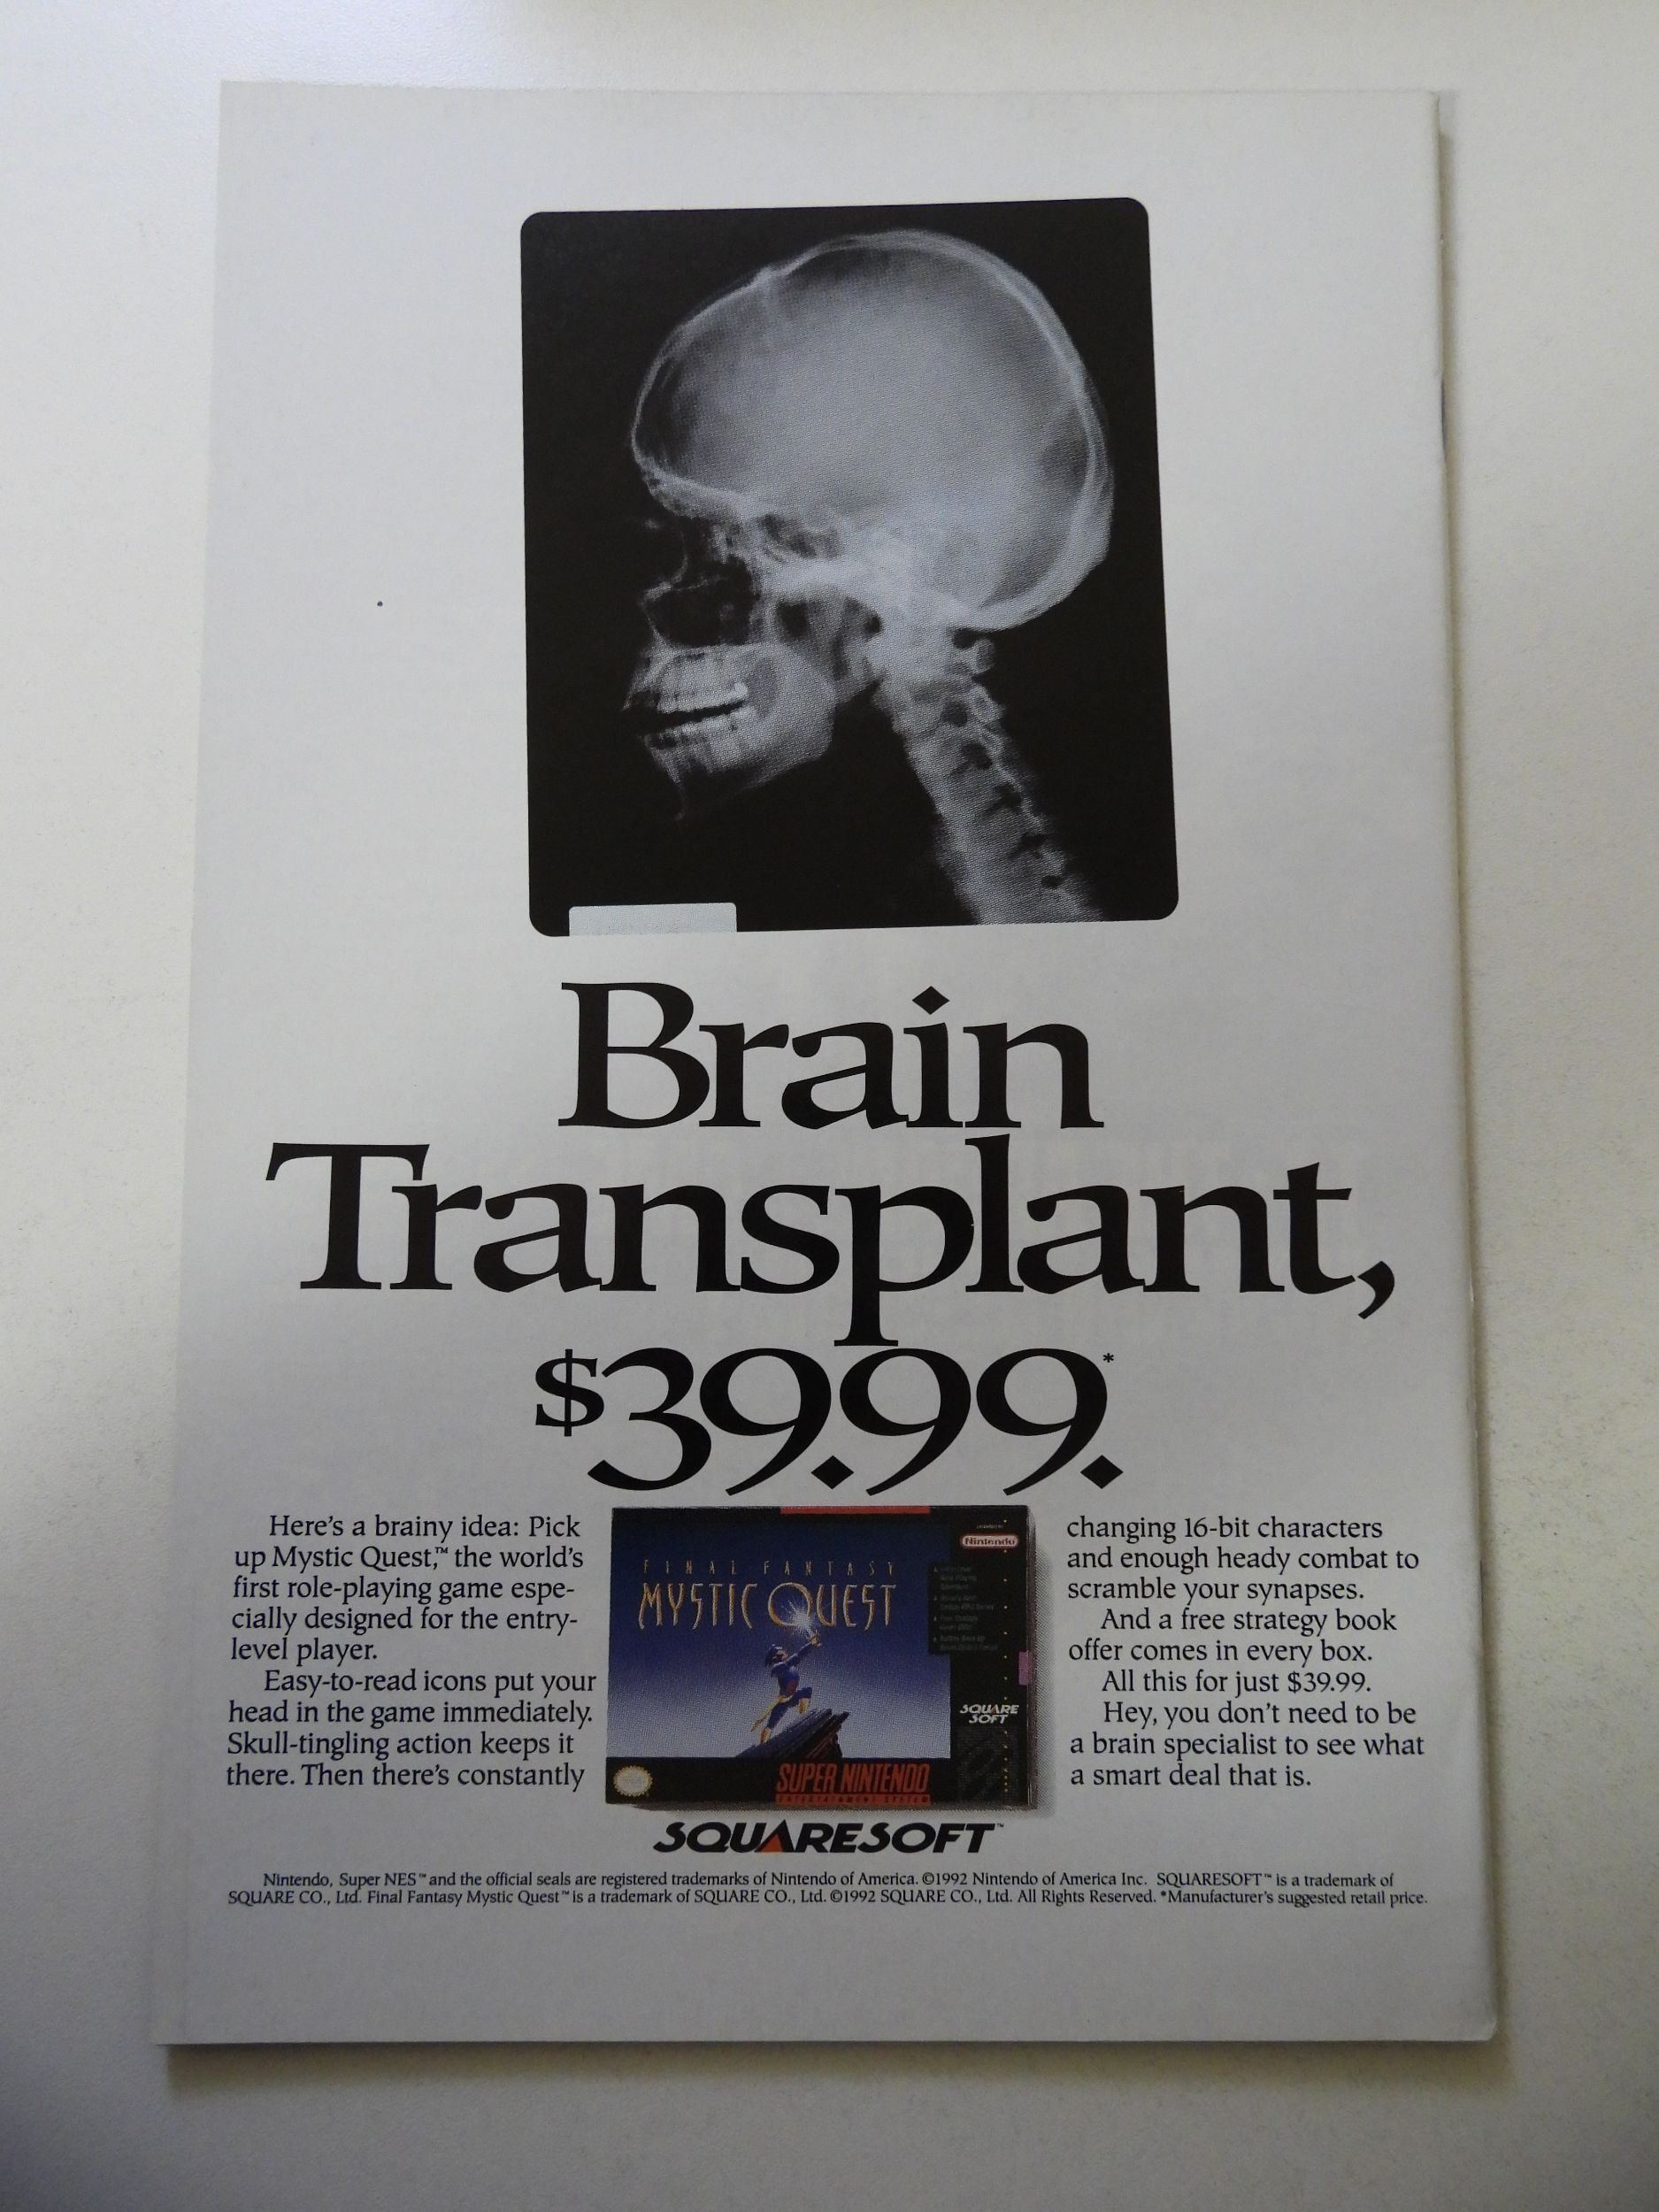 Brain
Transplant,
$39.99.*
Here's a brainy idea: Pick
up Mystic Quest,™ the world's
first role-playing game espe-
cially designed for the entry-
level player.
Easy-to-read icons put your
head in the game immediately.
Skull-tingling action keeps it
there. Then there's constantly
FINAL FANTASY
MYSTIC QUEST
Nintendo
SQUARE
SOFT
SUPER NINTENDO
ENTERTAINMENT SYSTEM
changing 16-bit characters
and enough heady combat to
scramble your synapses.
And a free strategy book
offer comes in every box.
All this for just $39.99.
Hey, you don't need to be
a brain specialist to see what
a smart deal that is.
SQUARESOFT™
Nintendo, Super NES™ and the official seals are registered trademarks of Nintendo of America. ©1992 Nintendo of America Inc. SQUARESOFT™ is a trademark of
SQUARE CO., Ltd. Final Fantasy Mystic Quest™ is a trademark of SQUARE CO., Ltd. ©1992 SQUARE CO., Ltd. All Rights Reserved. *Manufacturer's suggested retail price.